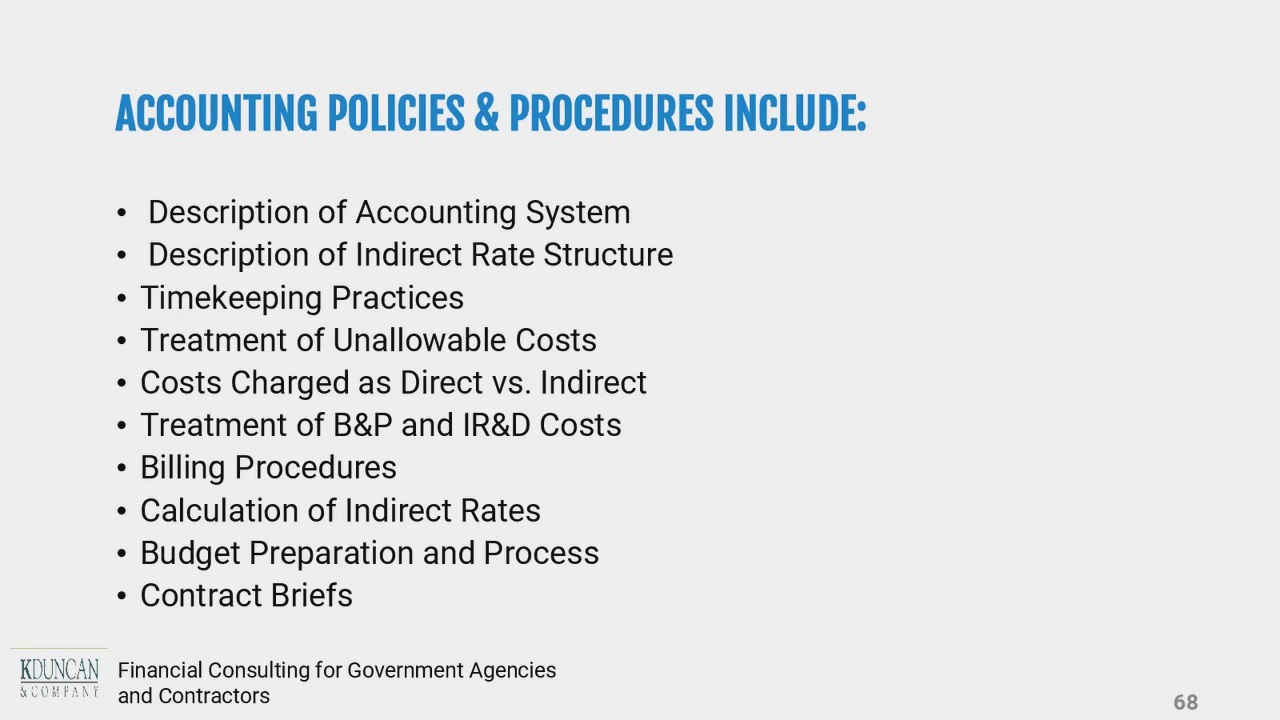 ACCOUNTING POLICIES & PROCEDURES INCLUDE:
• Description of Accounting System
• Description of Indirect Rate Structure
• Timekeeping Practices
• Treatment of Unallowable Costs
• Costs Charged as Direct vs. Indirect
• Treatment of B&P and IR&D Costs
• Billing Procedures
• Calculation of Indirect Rates
• Budget Preparation and Process
• Contract Briefs
KDUNCAN
& COMPANY
Financial Consulting for Government Agencies
and Contractors
68